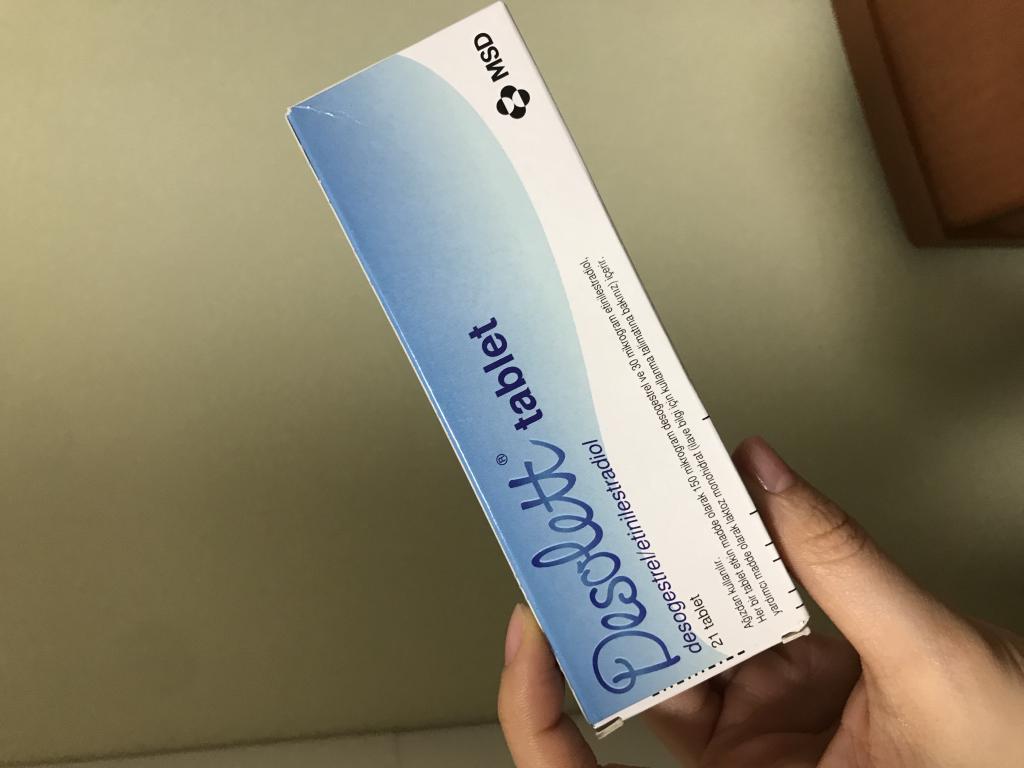 MSD
Desolett® tablet
desogestrel/etinilestradiol
21 tablet
Ağızdan kullanılır.
Her bir tablet etkin madde olarak 150 mikrogram desogestrel ve 30 mikrogram etinilestradiol,
yardımcı madde olarak laktoz monohidrat (ilave bilgi için kullanma talimatına bakınız) içerir.